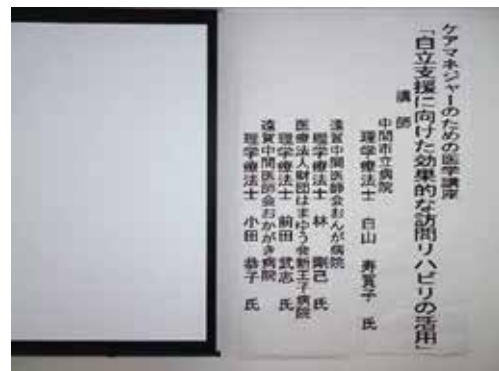 ケアマネジャーのための医学講座
「自立支援に向けた効果的な訪問リハビリの活用」
講師
中間市立病院
理学療法士 白山 寿賀子 氏
遠賀中間医師会おんが病院
理学療法士 林 剛己 氏
医療法人財団はまゆう会新王子病院
理学療法士 前田 武志 氏
遠賀中間医師会おかがき病院
理学療法士 小田 恭子 氏